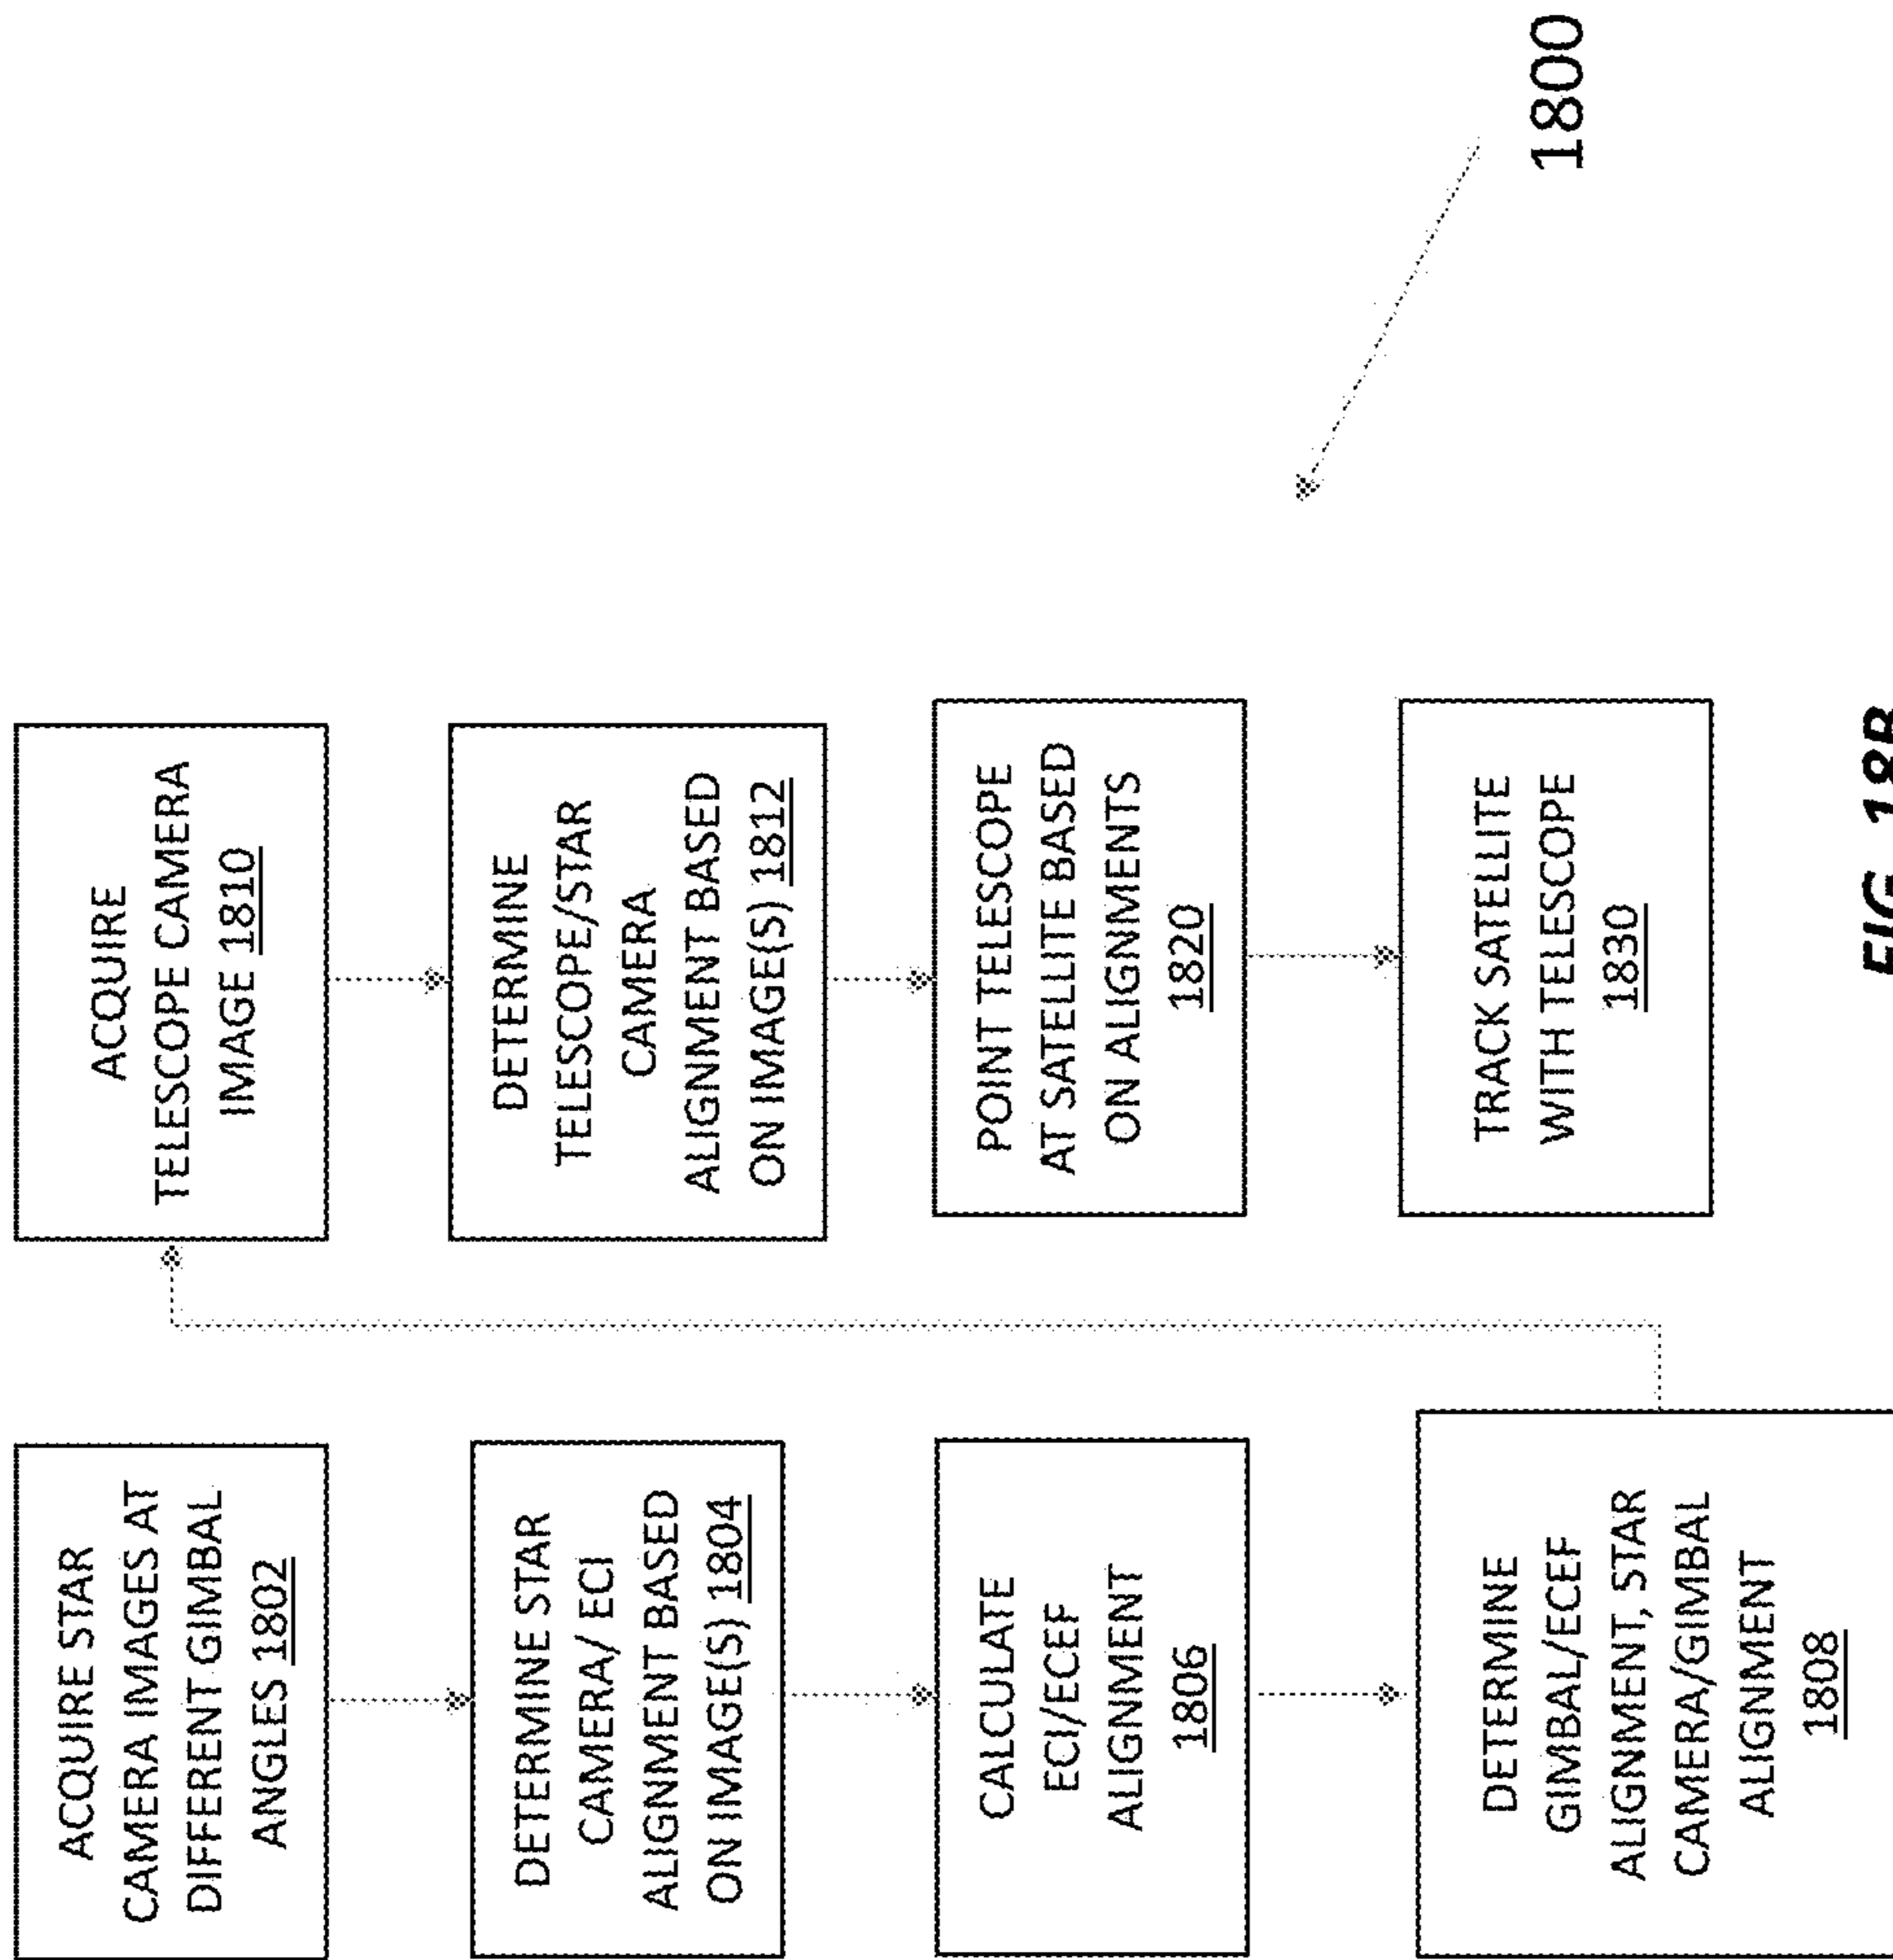 ACQUIRE STAR
CAMERA IMAGES AT
DIFFERENT GIMBAL
ANGLES 1802
DETERMINE STAR
CAMERA/ ECI
ALIGNMENT BASED
ON IMAGE(S) 1804
CALCULATE
ECI/ECEF
ALIGNMENT
1806
DETERMINE
GIMBAL/ECEF
ALIGNMENT, STAR
CAMERA/GIMBAL
ALIGNMENT
1808
ACQUIRE
TELESCOPE CAMERA
IMAGE 1810
DETERMINE
TELESCOPE/STAR
CAMERA
ALIGNMENT BASED
ON IMAGE(S) 1812
POINT TELESCOPE
AT SATELLITE BASED
ON ALIGNMENTS
1820
TRACK SATELLITE
WITH TELESCOPE
1830
1800
FIG. 18B